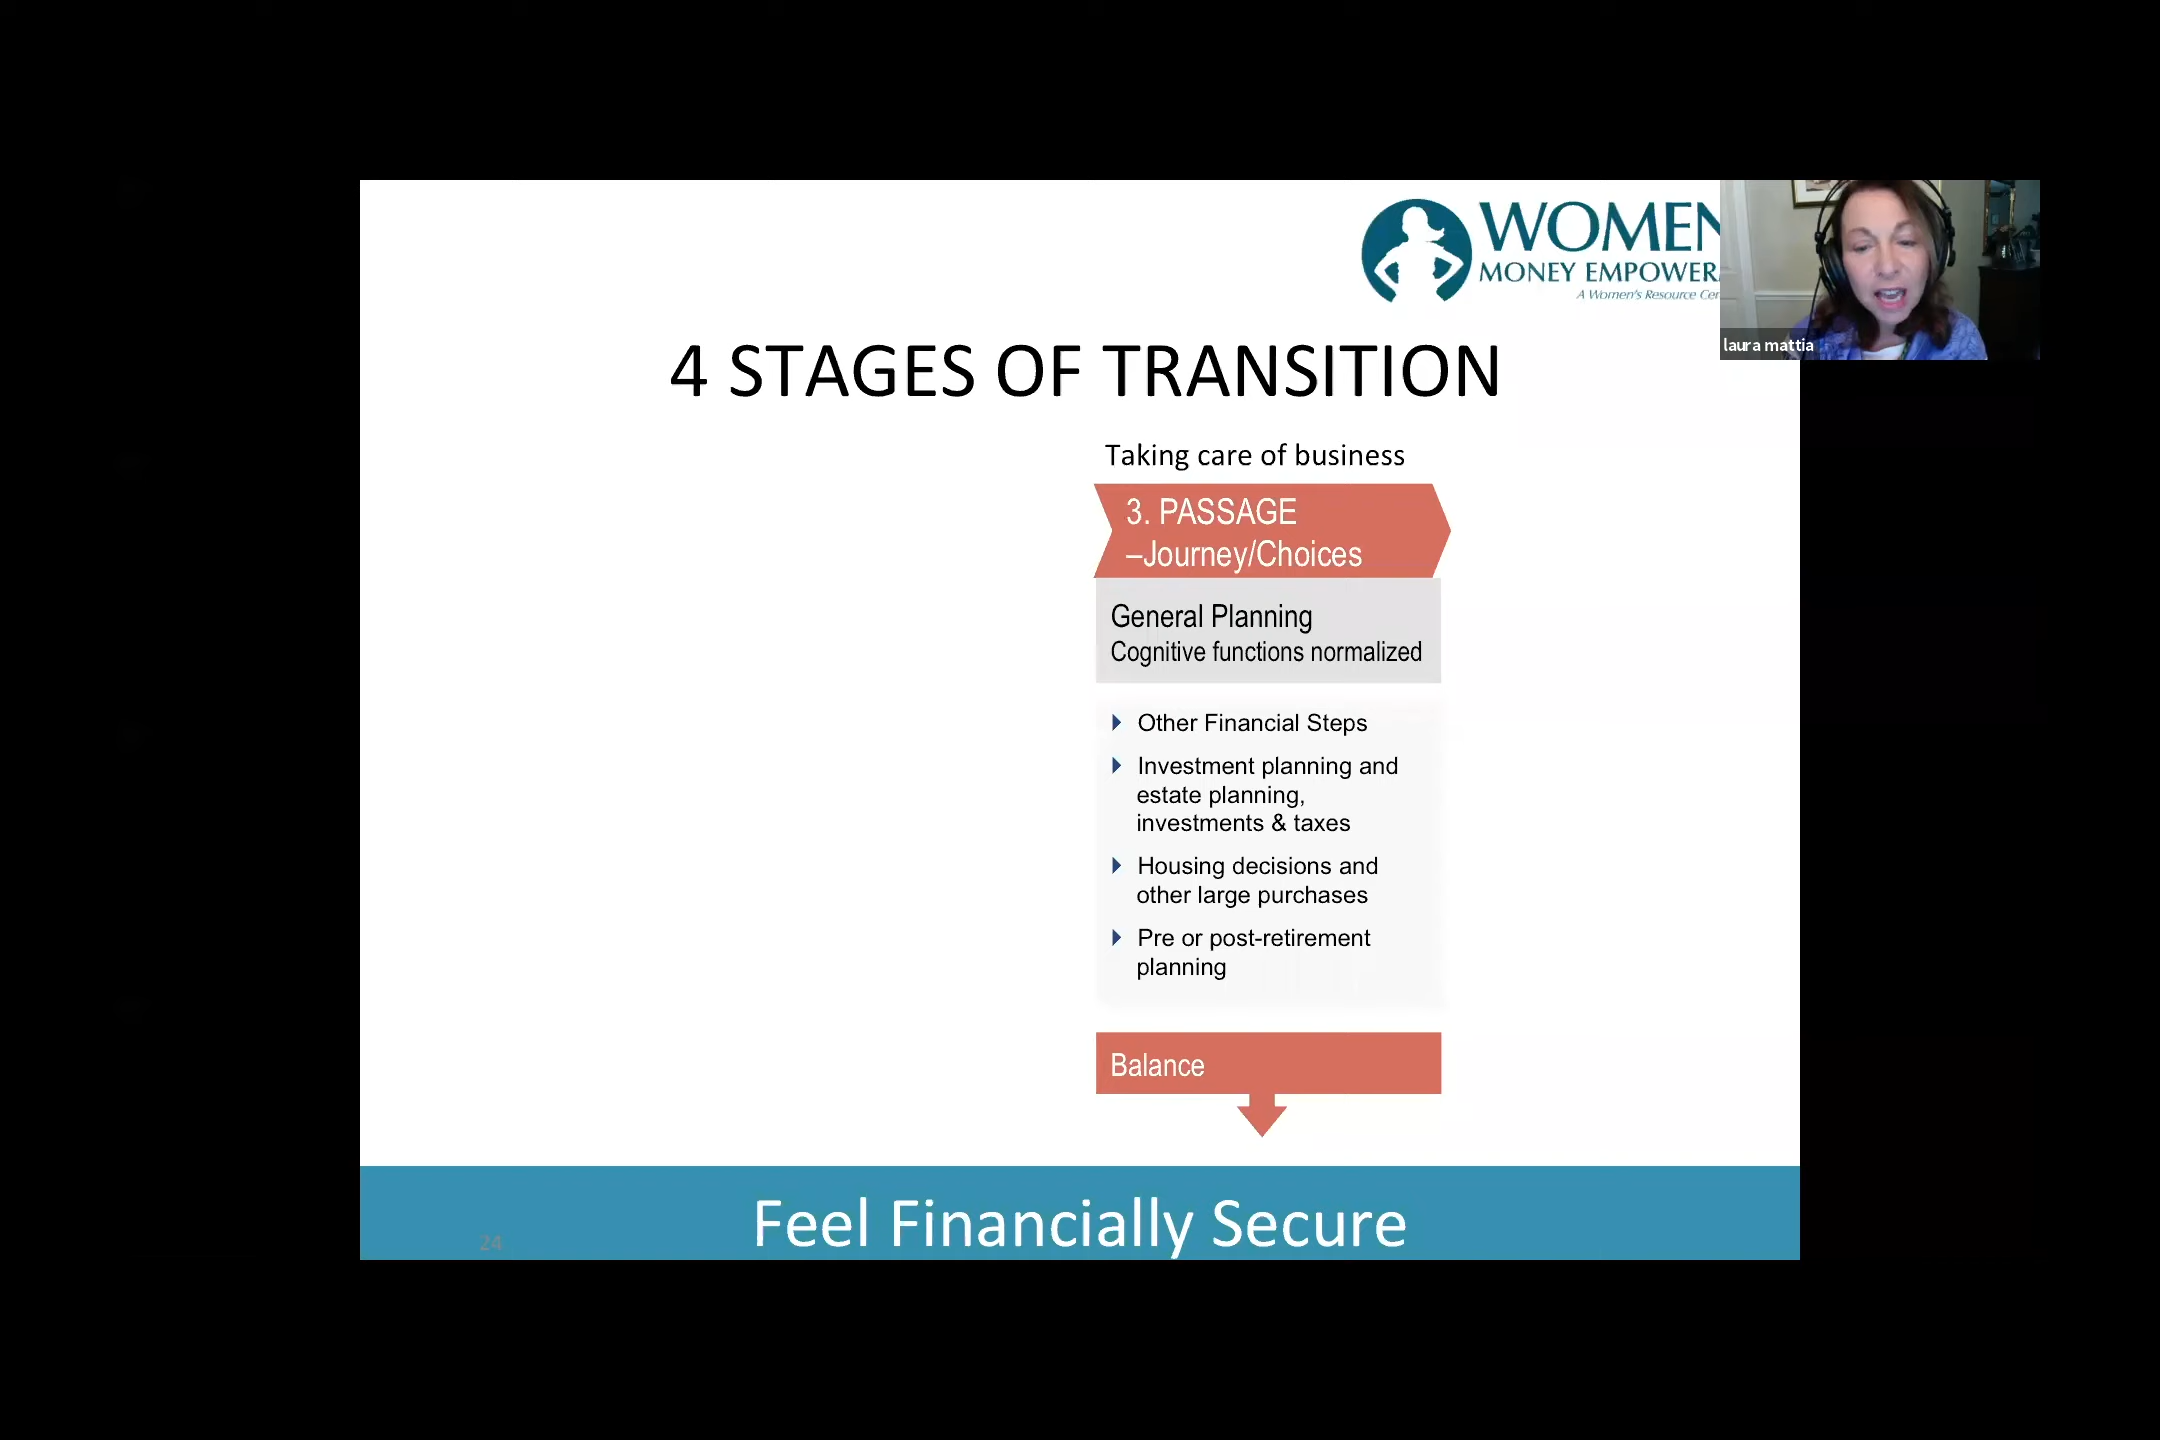 WOMEN
MONEY EMPOWER
A Women's Resource Cen
laura mattia
4 STAGES OF TRANSITION
Taking care of business
3. PASSAGE
–Journey/Choices
General Planning
Cognitive functions normalized
Other Financial Steps
Investment planning and
estate planning,
investments & taxes
Housing decisions and
other large purchases
Pre or post-retirement
planning
Balance
Feel Financially Secure
24